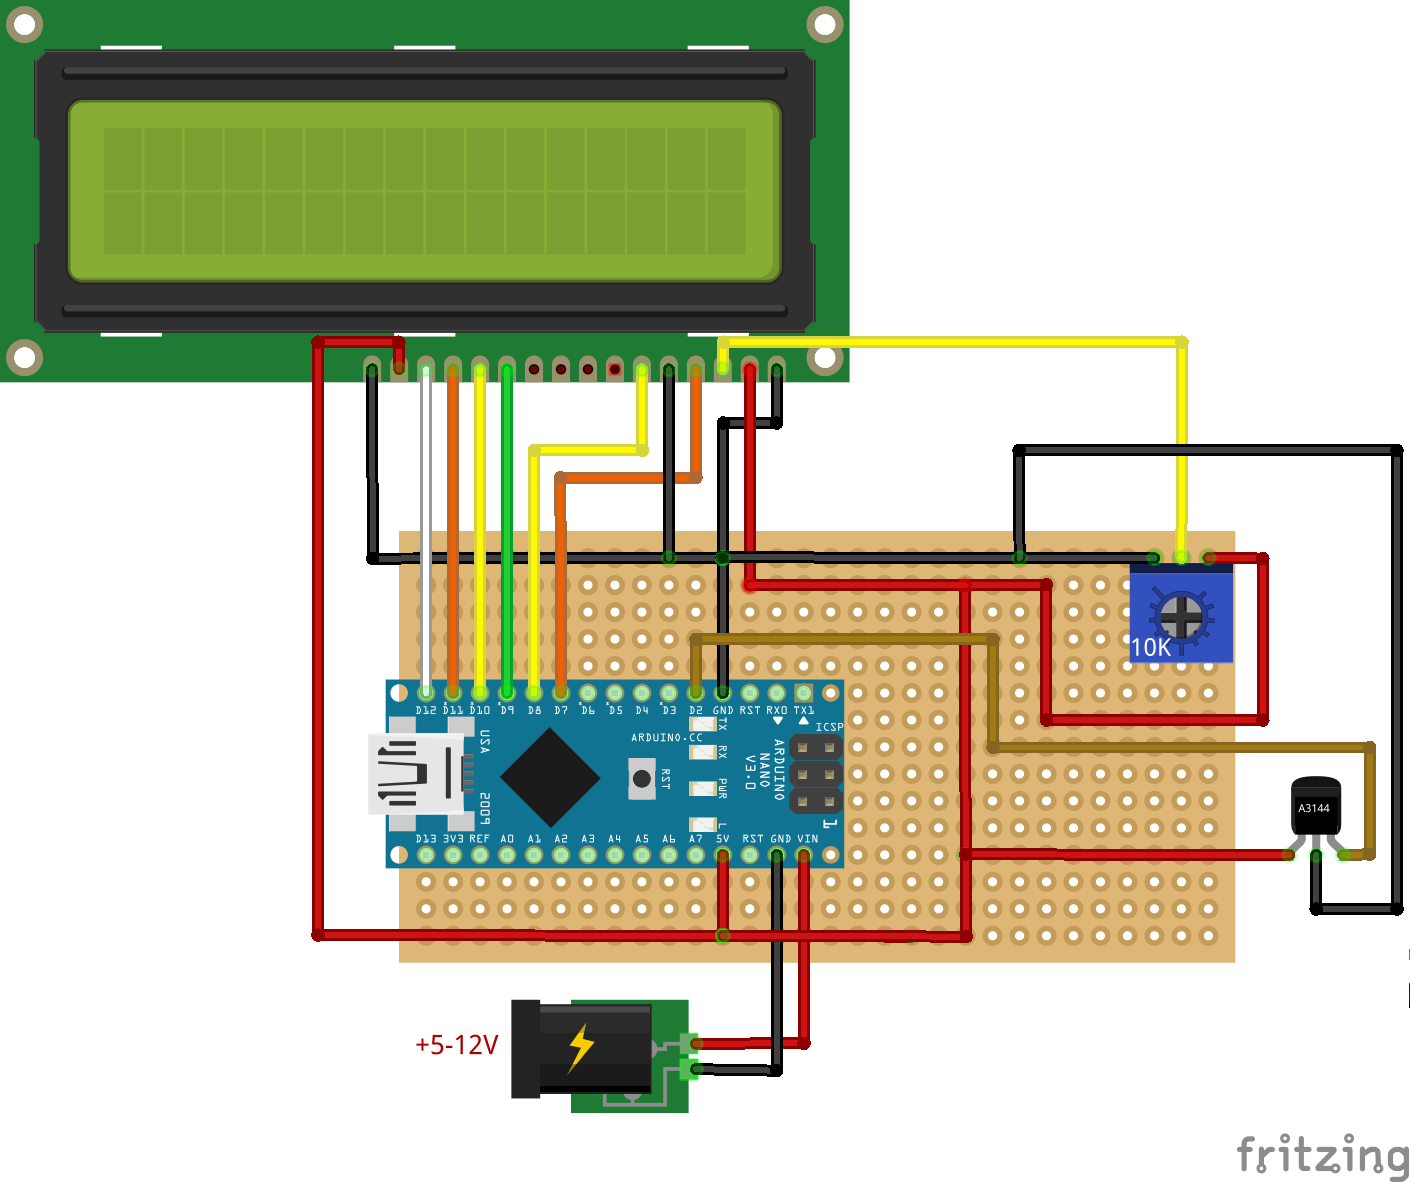 10K
D12 D11 D10 D9 D8 D7 D6 D5 D4 D3 D2 GND RST RX0 TX1
ICSP
ARDUINO.CC
TX
RX
PWR
L
RST
USA
2009
ARDUINO
NANO
V3.0
1
D13 3V3 REF A0 A1 A2 A3 A4 A5 A6 A7 5V RST GND VIN
A3144
+5-12V
fritzing